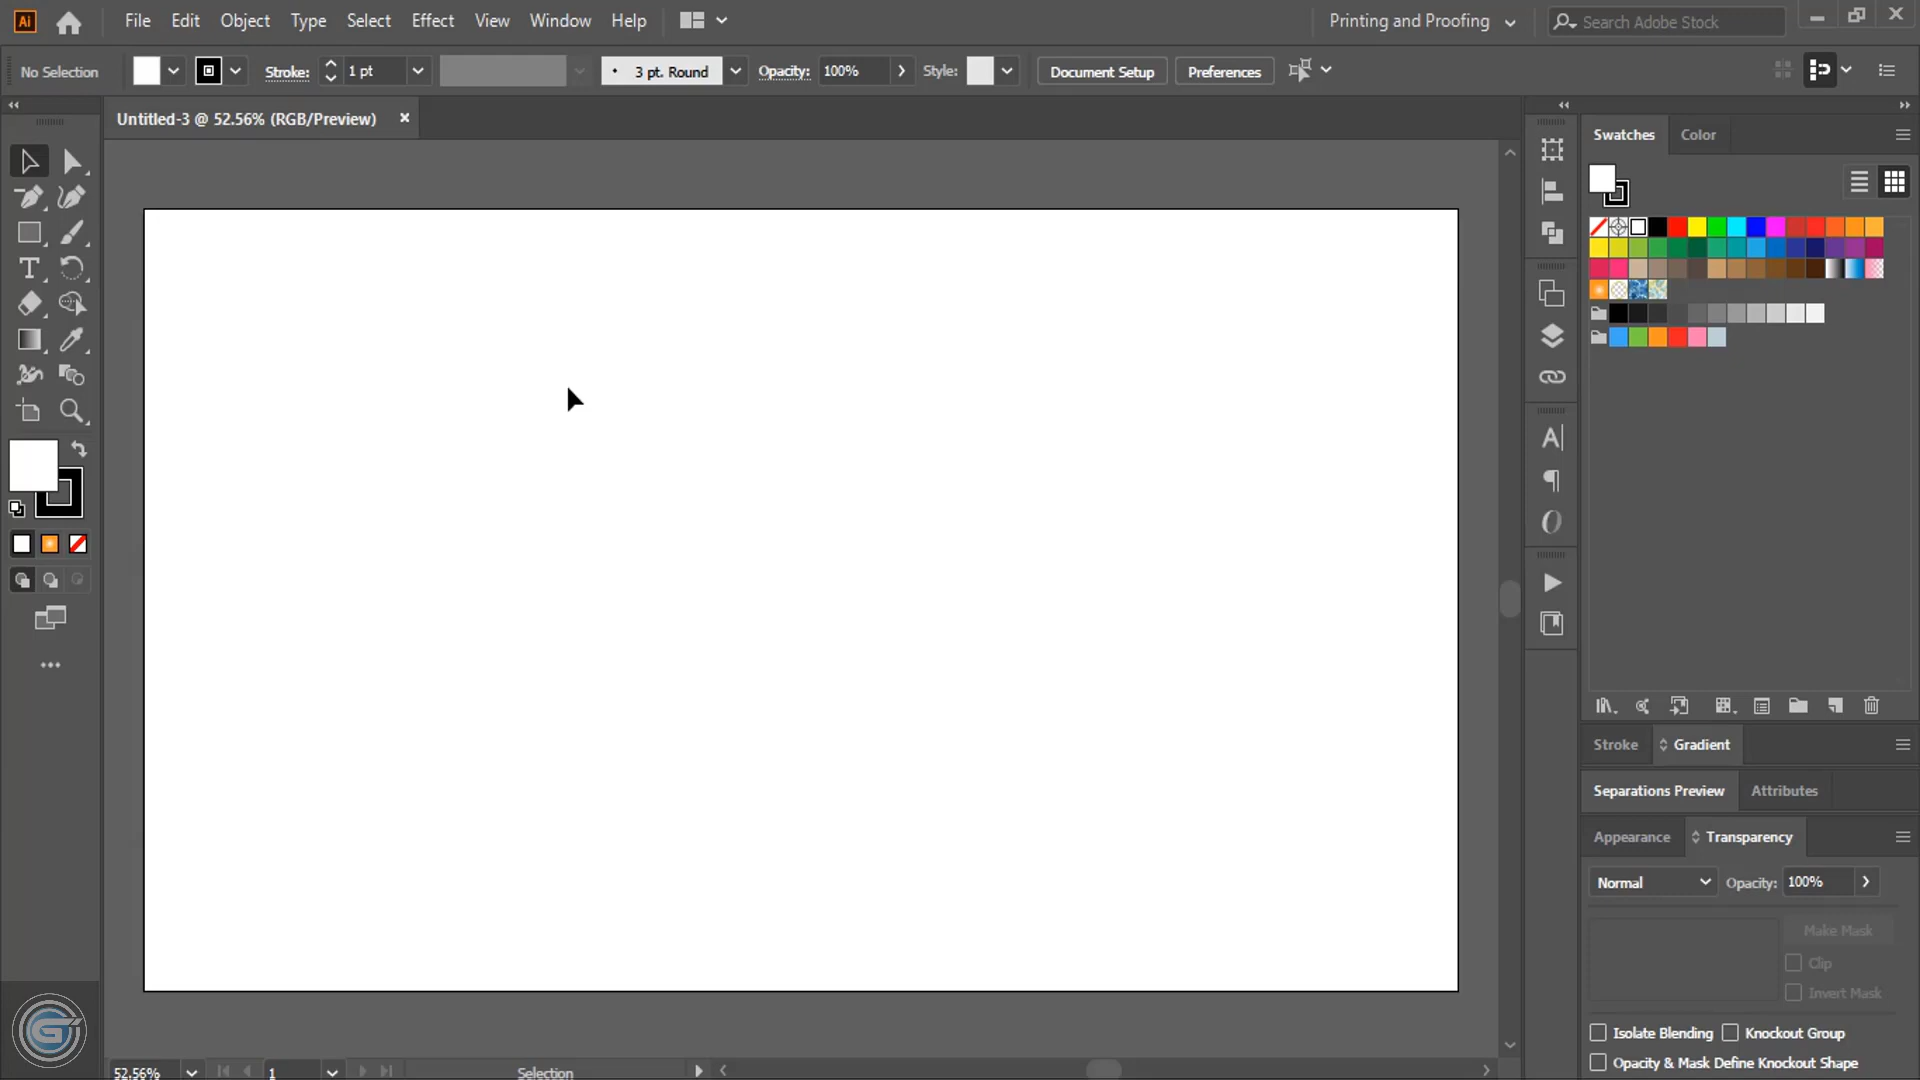 Ai File Edit Object Type Select Effect View Window Help Printing and Proofing Search Adobe Stock
No Selection Stroke: 1 pt 3 pt. Round Opacity: 100% Style: Document Setup Preferences
Untitled-3 @ 52.56% (RGB/Preview)
Swatches Color
Stroke Gradient
Separations Preview Attributes
Appearance Transparency
Normal Opacity: 100%
Make Mask
Clip
Invert Mask
Isolate Blending Knockout Group
Opacity & Mask Define Knockout Shape
52.56% 1 Selection